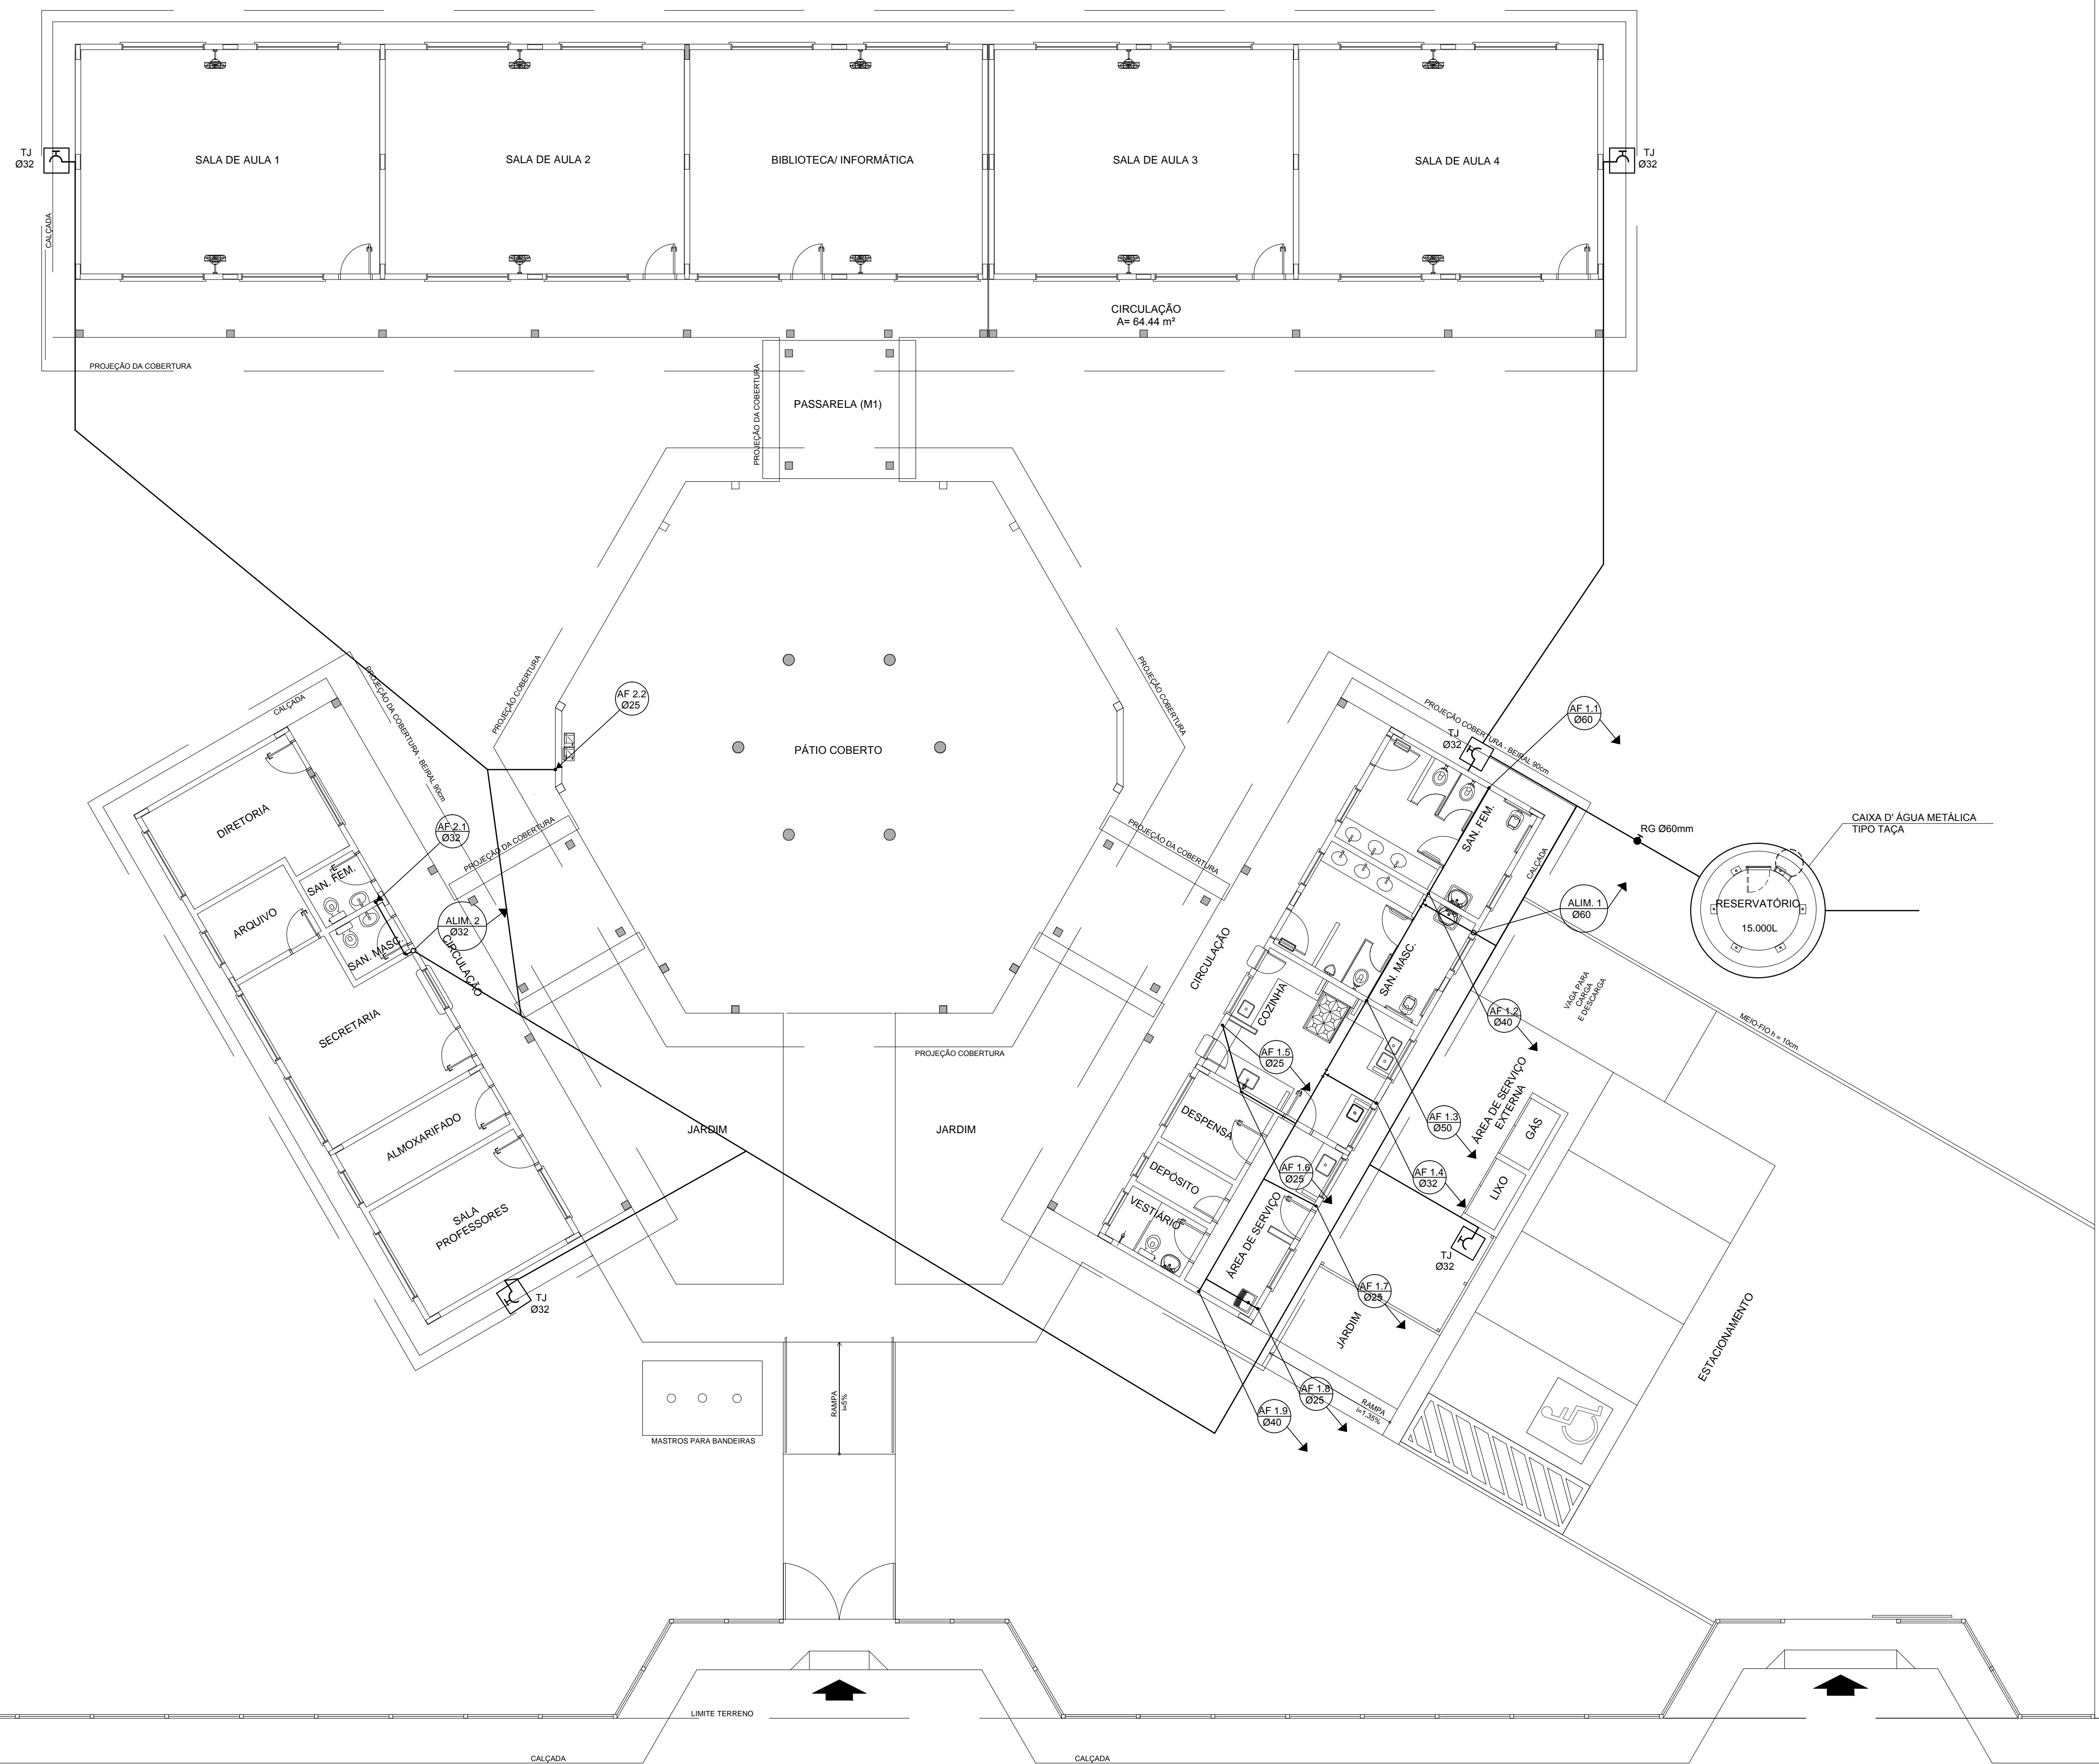 TJ
Ø32
SALA DE AULA 1
SALA DE AULA 2
BIBLIOTECA/ INFORMÁTICA
SALA DE AULA 3
SALA DE AULA 4
TJ
Ø32
CALÇADA
CIRCULAÇÃO
A= 64.44 m²
PROJEÇÃO DA COBERTURA
PROJEÇÃO DA COBERTURA
PASSARELA (M1)
PROJEÇÃO COBERTURA
PROJEÇÃO COBERTURA
PROJEÇÃO DA COBERTURA - BEIRAL 90cm
CALÇADA
AF 2.2
Ø25
PÁTIO COBERTO
PROJEÇÃO COBERTURA - BEIRAL 90cm
AF 1.1
Ø60
TJ
Ø32
DIRETORIA
AF 2.1
Ø32
PROJEÇÃO DA COBERTURA
PROJEÇÃO DA COBERTURA
SAN. FEM.
CALÇADA
RG Ø60mm
CAIXA D' ÁGUA METÁLICA
TIPO TAÇA
SAN. FEM.
ARQUIVO
SAN. MASC.
ALIM. 2
Ø32
CIRCULAÇÃO
ALIM. 1
Ø60
RESERVATÓRIO
15.000L
CIRCULAÇÃO
SAN. MASC.
COZINHA
VAGA PARA
CARGA
E DESCARGA
AF 1.2
Ø40
MEIO-FIO h = 10cm
SECRETARIA
PROJEÇÃO COBERTURA
AF 1.5
Ø25
ÁREA DE SERVIÇO
EXTERNA
GÁS
ALMOXARIFADO
JARDIM
JARDIM
DESPENSA
AF 1.3
Ø50
AF 1.6
Ø25
AF 1.4
Ø32
LIXO
DEPÓSITO
VESTIÁRIO
SALA
PROFESSORES
ÁREA DE SERVIÇO
TJ
Ø32
TJ
Ø32
AF 1.7
Ø25
JARDIM
ESTACIONAMENTO
RAMPA
i=5%
AF 1.8
Ø25
AF 1.9
Ø40
RAMPA
i=1,35%
MASTROS PARA BANDEIRAS
LIMITE TERRENO
CALÇADA
CALÇADA